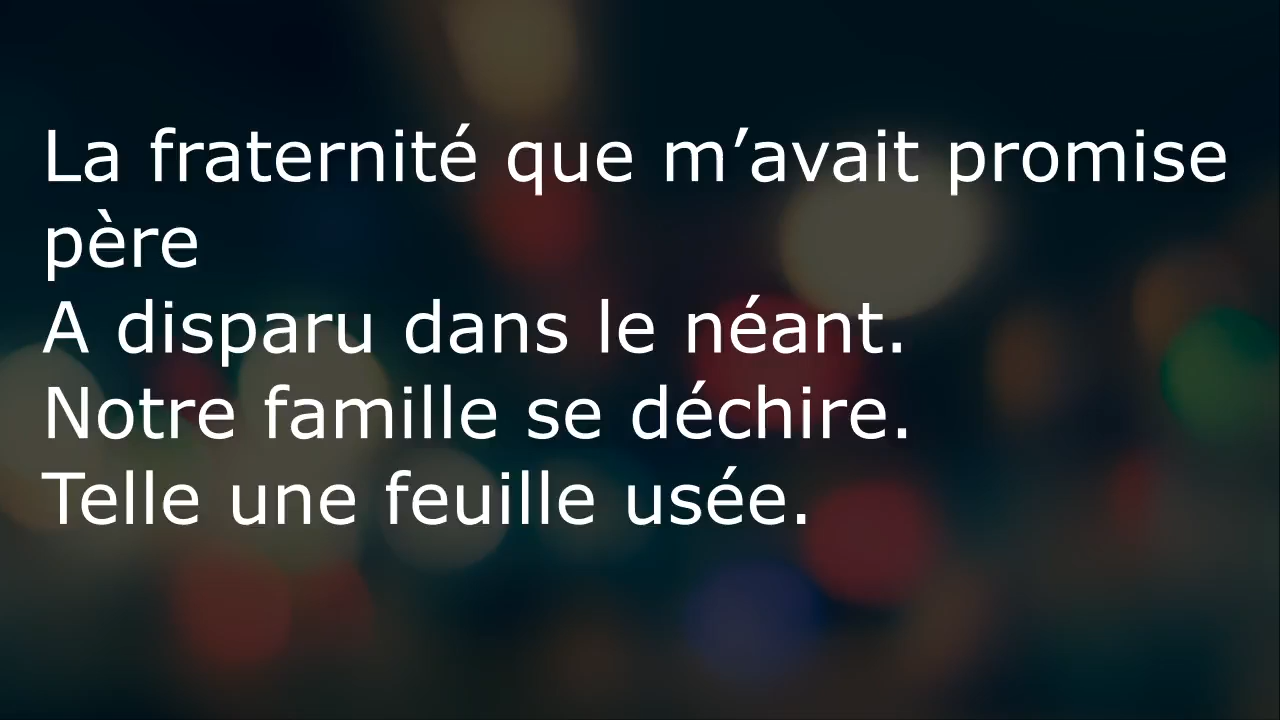 La fraternité que m’avait promise
père
A disparu dans le néant.
Notre famille se déchire.
Telle une feuille usée.